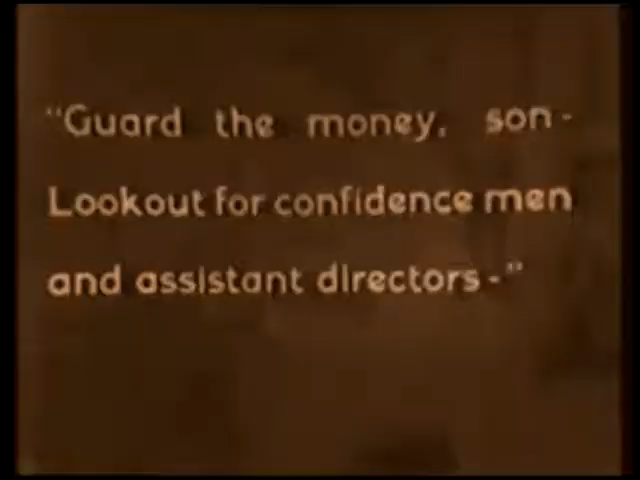 "Guard the money, son-
Lookout for confidence men
and assistant directors-"